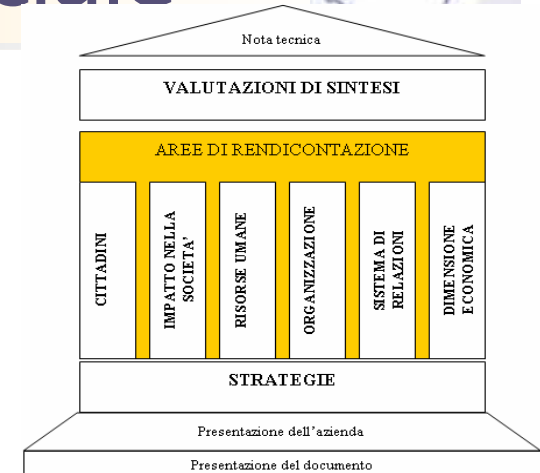 Nota tecnica
VALUTAZIONI DI SINTESI
AREE DI RENDICONTAZIONE
CITTADINI
IMPATTO NELLA
SOCIETA’
RISORSE UMANE
ORGANIZZAZIONE
SISTEMA DI
RELAZIONI
DIMENSIONE
ECONOMICA
STRATEGIE
Presentazione dell’azienda
Presentazione del documento